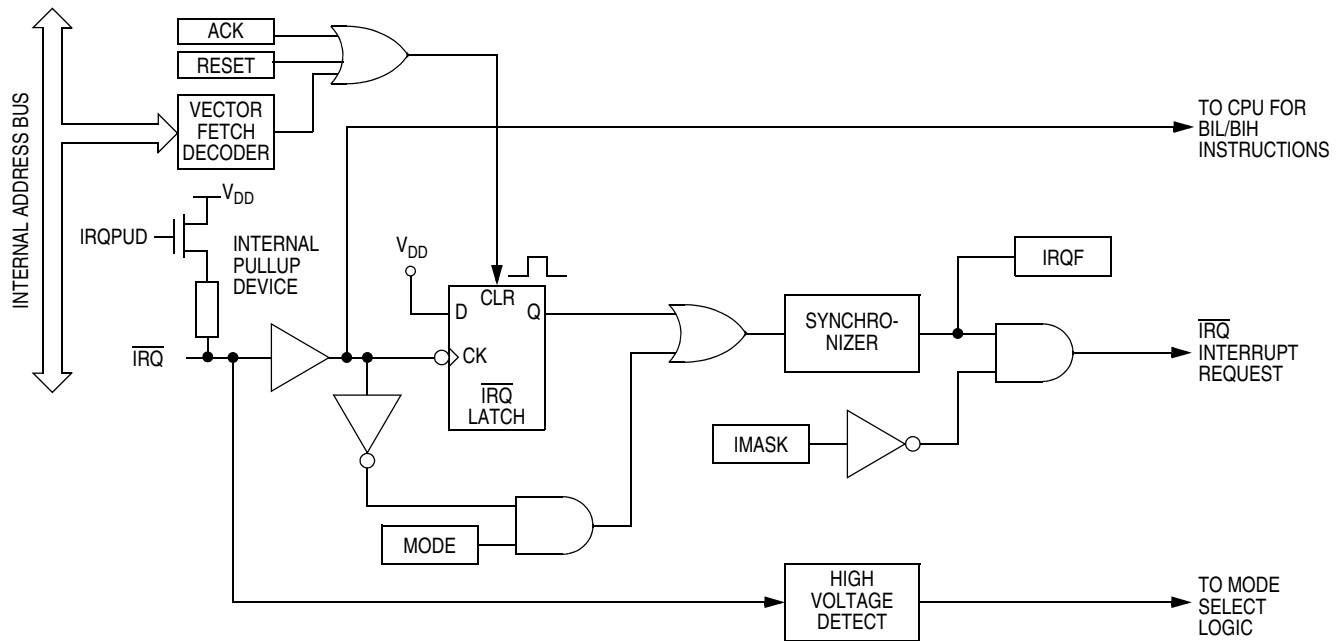 INTERNAL ADDRESS BUS
ACK
RESET
VECTOR
FETCH
DECODER
TO CPU FOR
BIL/BIH
INSTRUCTIONS
VDD
IRQPUD
INTERNAL
PULLUP
DEVICE
VDD
D
CLR
Q
CK
IRQ
LATCH
IRQ
SYNCHRO-
NIZER
IRQF
IRQ
INTERRUPT
REQUEST
IMASK
MODE
HIGH
VOLTAGE
DETECT
TO MODE
SELECT
LOGIC